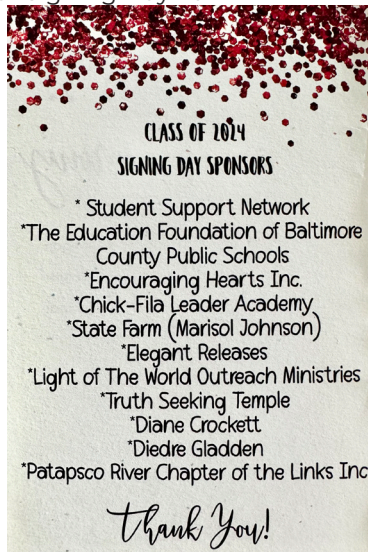 CLASS OF 2024
SIGNING DAY SPONSORS
* Student Support Network
*The Education Foundation of Baltimore
County Public Schools
*Encouraging Hearts Inc.
*Chick-Fila Leader Academy
*State Farm (Marisol Johnson)
*Elegant Releases
*Light of The World Outreach Ministries
*Truth Seeking Temple
*Diane Crockett
*Diedre Gladden
*Patapsco River Chapter of the Links Inc
Thank You!